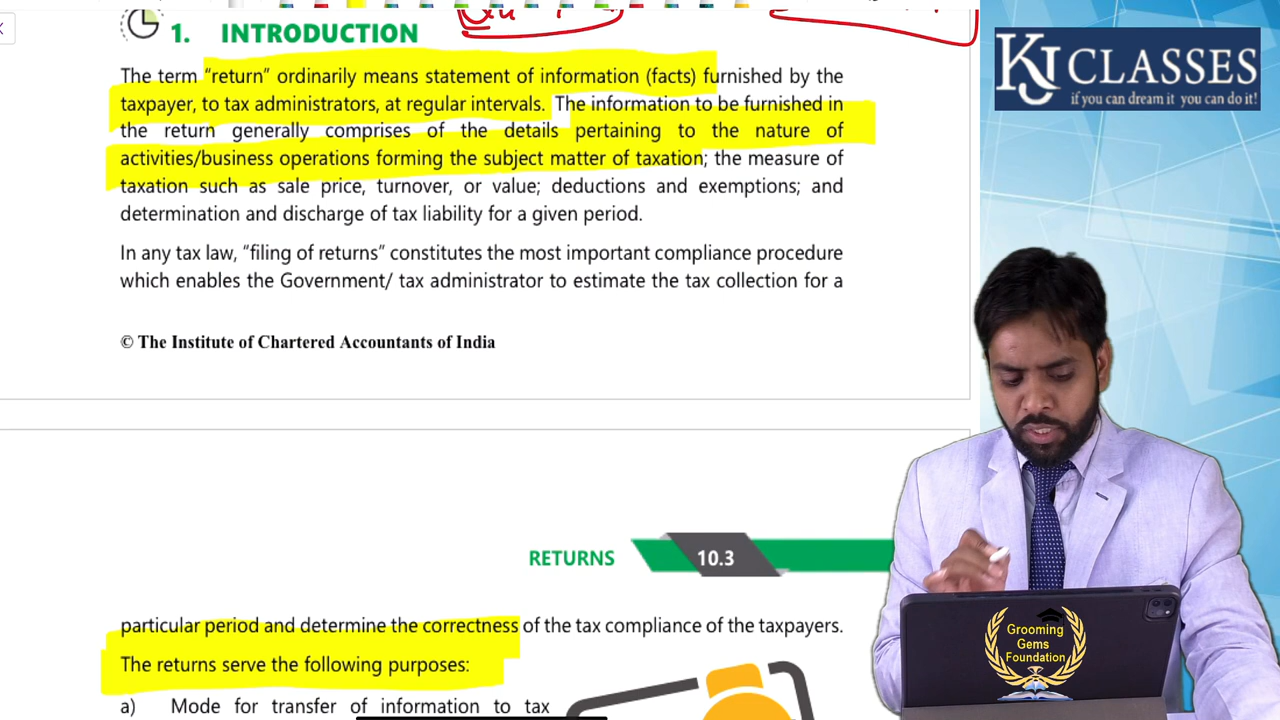 1. INTRODUCTION
The term “return” ordinarily means statement of information (facts) furnished by the
taxpayer, to tax administrators, at regular intervals. The information to be furnished in
the return generally comprises of the details pertaining to the nature of
activities/business operations forming the subject matter of taxation; the measure of
taxation such as sale price, turnover, or value; deductions and exemptions; and
determination and discharge of tax liability for a given period.
In any tax law, “filing of returns” constitutes the most important compliance procedure
which enables the Government/ tax administrator to estimate the tax collection for a
© The Institute of Chartered Accountants of India
RETURNS 10.3
particular period and determine the correctness of the tax compliance of the taxpayers.
The returns serve the following purposes:
a) Mode for transfer of information to tax
KJ CLASSES
if you can dream it you can do it!
Grooming
Gems
Foundation